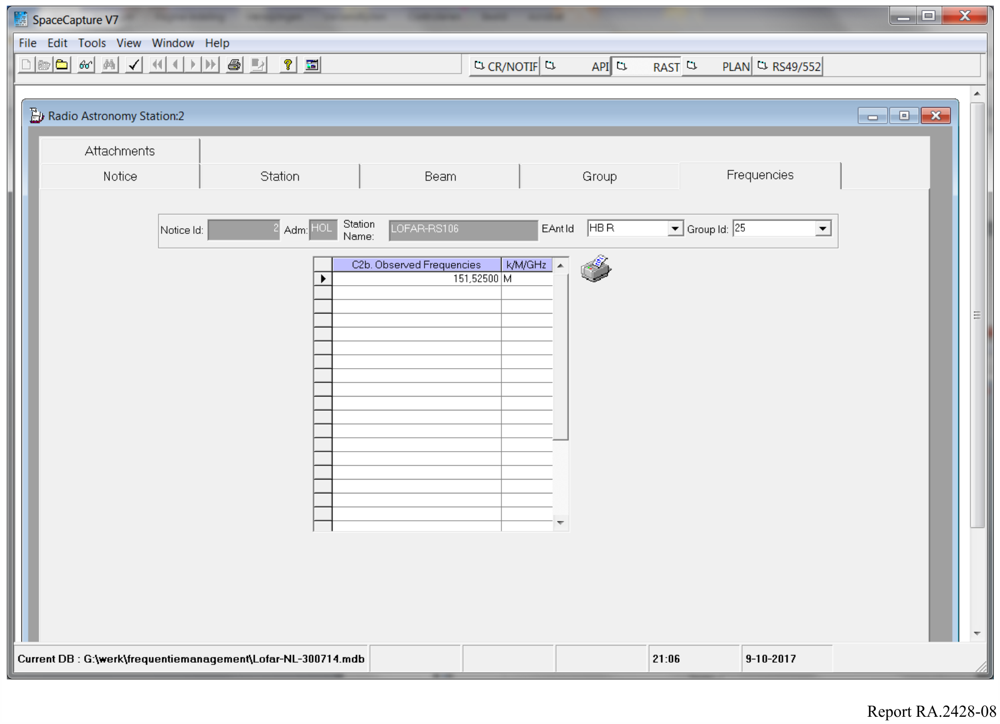 SpaceCapture V7
File Edit Tools View Window Help
CR/NOTIF API RAST PLAN RS49/552
Radio Astronomy Station:2
Attachments
Notice Station Beam Group Frequencies
Notice Id: 2 Adm: HOL Station Name: LOFAR-RS106 EAnt Id HB R Group Id: 25
C2b. Observed Frequencies k/M/GHz
151,52500 M
Current DB : G:\werk\frequentiemanagement\Lofar-NL-300714.mdb 21:06 9-10-2017
Report RA.2428-08